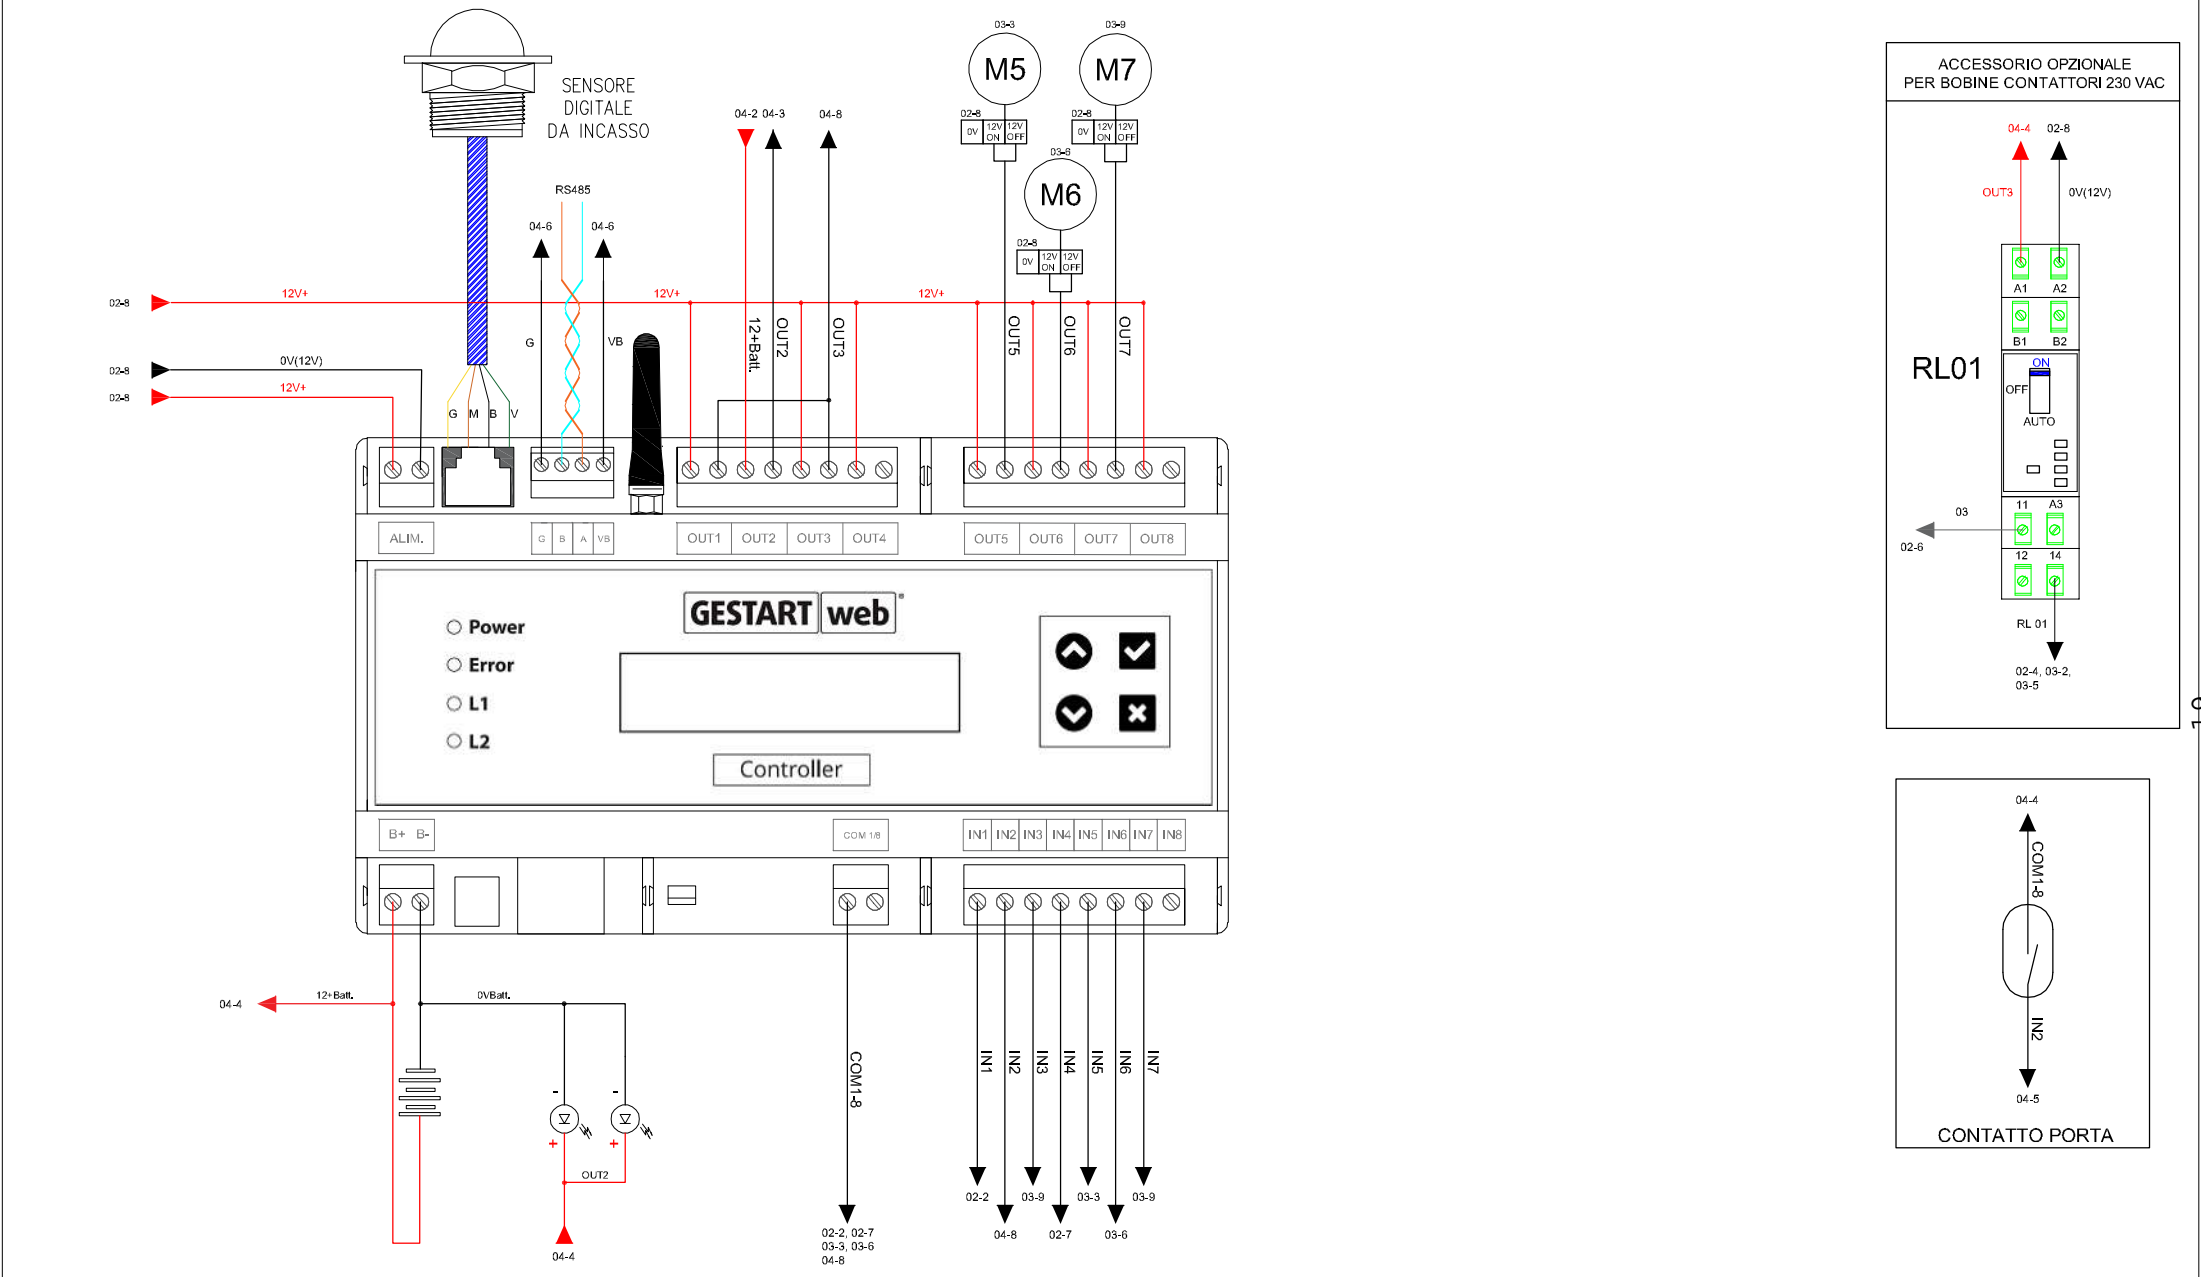 03-3
03-9
M5
M7
SENSORE
DIGITALE
DA INCASSO
04-2 04-3
04-8
02-8
0V
12V
ON
12V
OFF
02-8
0V
12V
ON
12V
OFF
03-6
M6
02-8
0V
12V
ON
12V
OFF
RS485
04-6
04-6
02-8
12V+
12V+
12V+
G
VB
12+Batt.
OUT2
OUT3
OUT5
OUT6
OUT7
02-8
0V(12V)
02-8
12V+
G
M
B
V
ALIM.
G
B
A
VB
OUT1
OUT2
OUT3
OUT4
OUT5
OUT6
OUT7
OUT8
GESTART web®
Power
Error
L1
L2
Controller
B+ B-
COM 1/8
IN1
IN2
IN3
IN4
IN5
IN6
IN7
IN8
04-4
12+Batt.
0VBatt.
-
-
+
+
OUT2
04-4
COM1-8
02-2, 02-7
03-3, 03-6
04-8
IN1
IN2
IN3
IN4
IN5
IN6
IN7
02-2
03-9
03-3
03-9
04-8
02-7
03-6
ACCESSORIO OPZIONALE
PER BOBINE CONTATTORI 230 VAC
04-4
02-8
OUT3
0V(12V)
A1
A2
B1
B2
RL01
ON
OFF
AUTO
11
A3
03
02-6
12
14
RL 01
02-4, 03-2,
03-5
04-4
COM1-8
IN2
04-5
CONTATTO PORTA